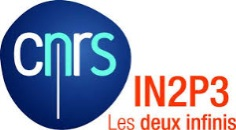 cnrs
IN2P3
Les deux infinis